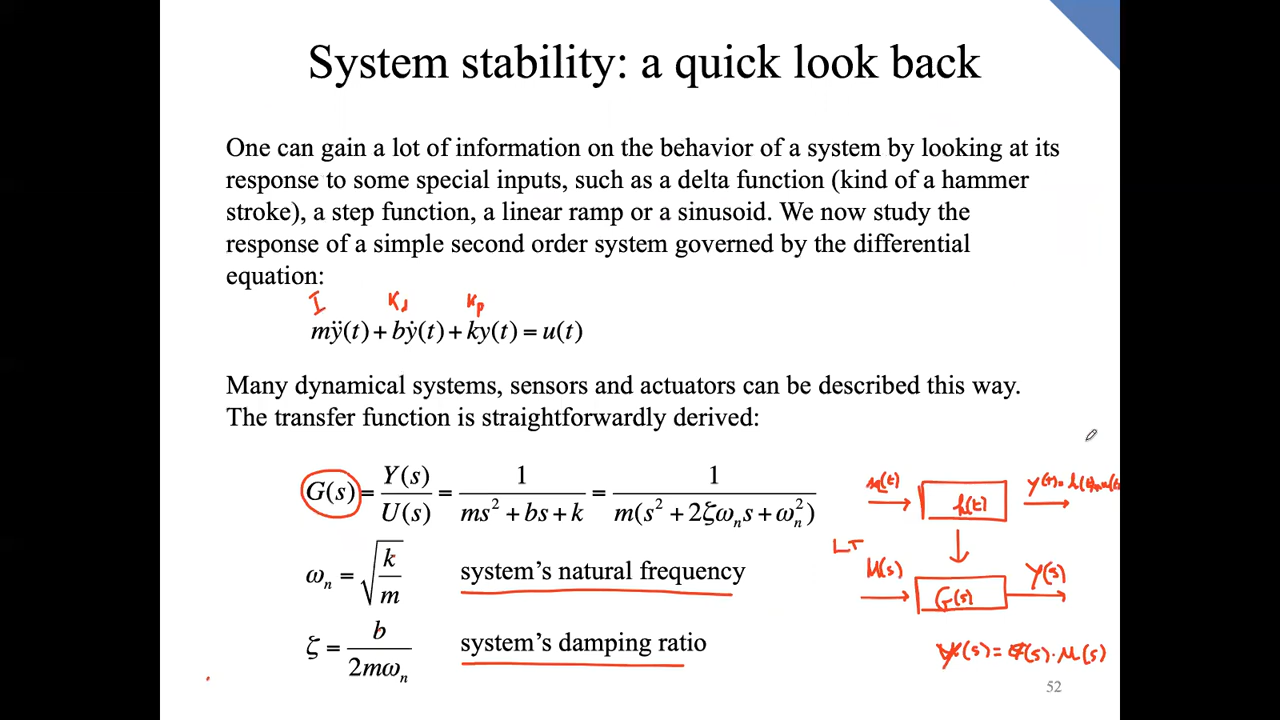 System stability: a quick look back
One can gain a lot of information on the behavior of a system by looking at its
response to some special inputs, such as a delta function (kind of a hammer
stroke), a step function, a linear ramp or a sinusoid. We now study the
response of a simple second order system governed by the differential
equation:
I Kd Kp
mÿ(t) + bẏ(t) + ky(t) = u(t)
Many dynamical systems, sensors and actuators can be described this way.
The transfer function is straightforwardly derived:
G(s) = Y(s)/U(s) = 1/(ms² + bs + k) = 1/(m(s² + 2ζωₙs + ωₙ²))
u(t) h(t)
ωₙ = √(k/m) system's natural frequency
LT
U(s) G(s) Y(s)
ζ = b/(2mωₙ) system's damping ratio
Y(s) = G(s) · U(s)
52